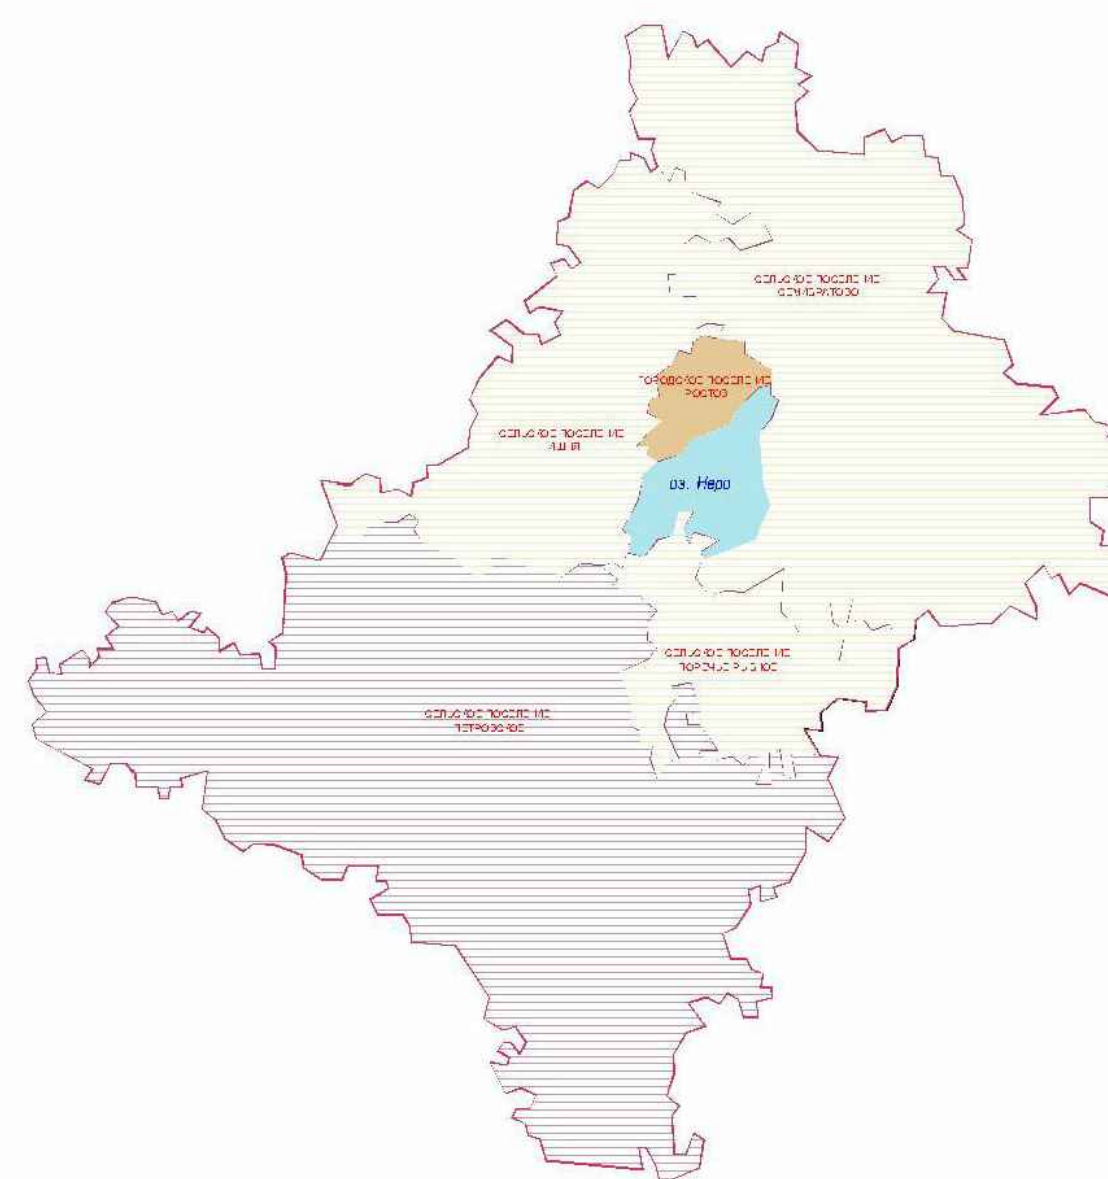 СЕЛЬСКОЕ ПОСЕЛЕНИЕ
СЕМИБРАТОВО
ГОРОДСКОЕ ПОСЕЛЕНИЕ
РОСТОВ
СЕЛЬСКОЕ ПОСЕЛЕНИЕ
ИШНЯ
оз. Неро
СЕЛЬСКОЕ ПОСЕЛЕНИЕ
ПОРЕЧЬЕ-РЫБНОЕ
СЕЛЬСКОЕ ПОСЕЛЕНИЕ
ПЕТРОВСКОЕ